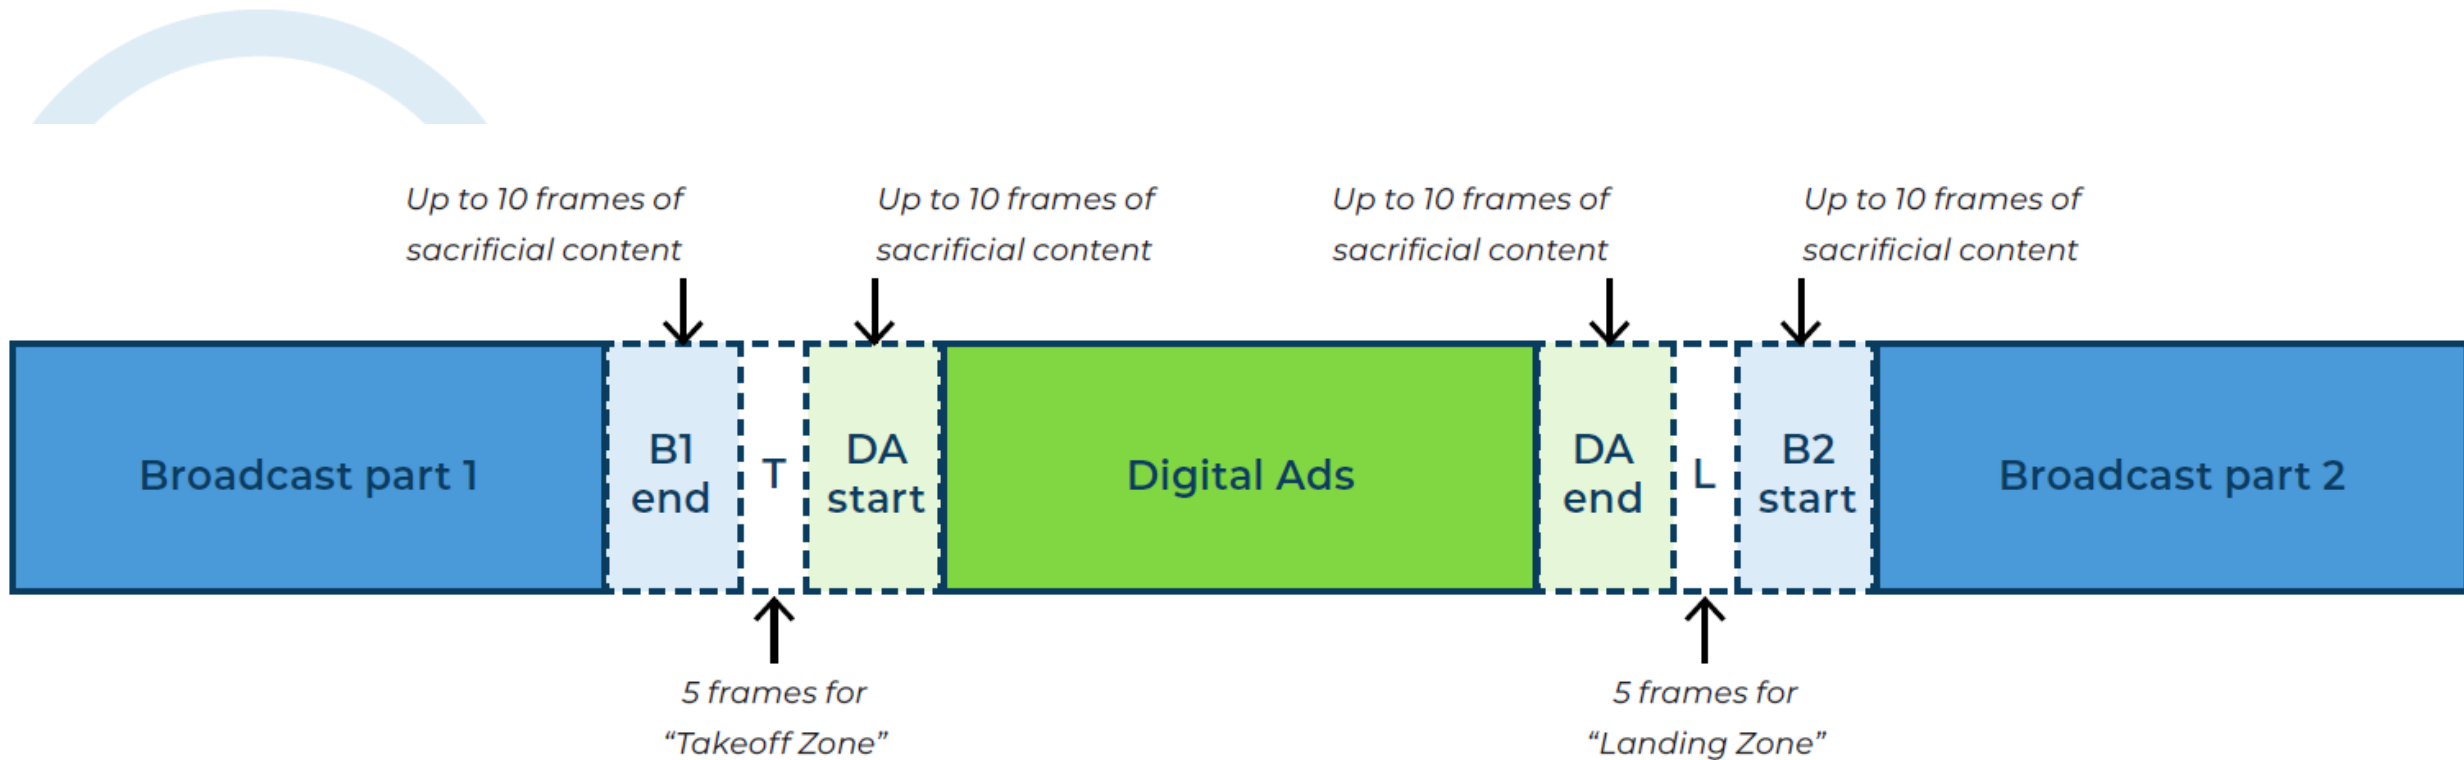 Up to 10 frames of
sacrificial content
Up to 10 frames of
sacrificial content
Up to 10 frames of
sacrificial content
Up to 10 frames of
sacrificial content
Broadcast part 1
B1
end
T
DA
start
Digital Ads
DA
end
L
B2
start
Broadcast part 2
5 frames for
“Takeoff Zone”
5 frames for
“Landing Zone”